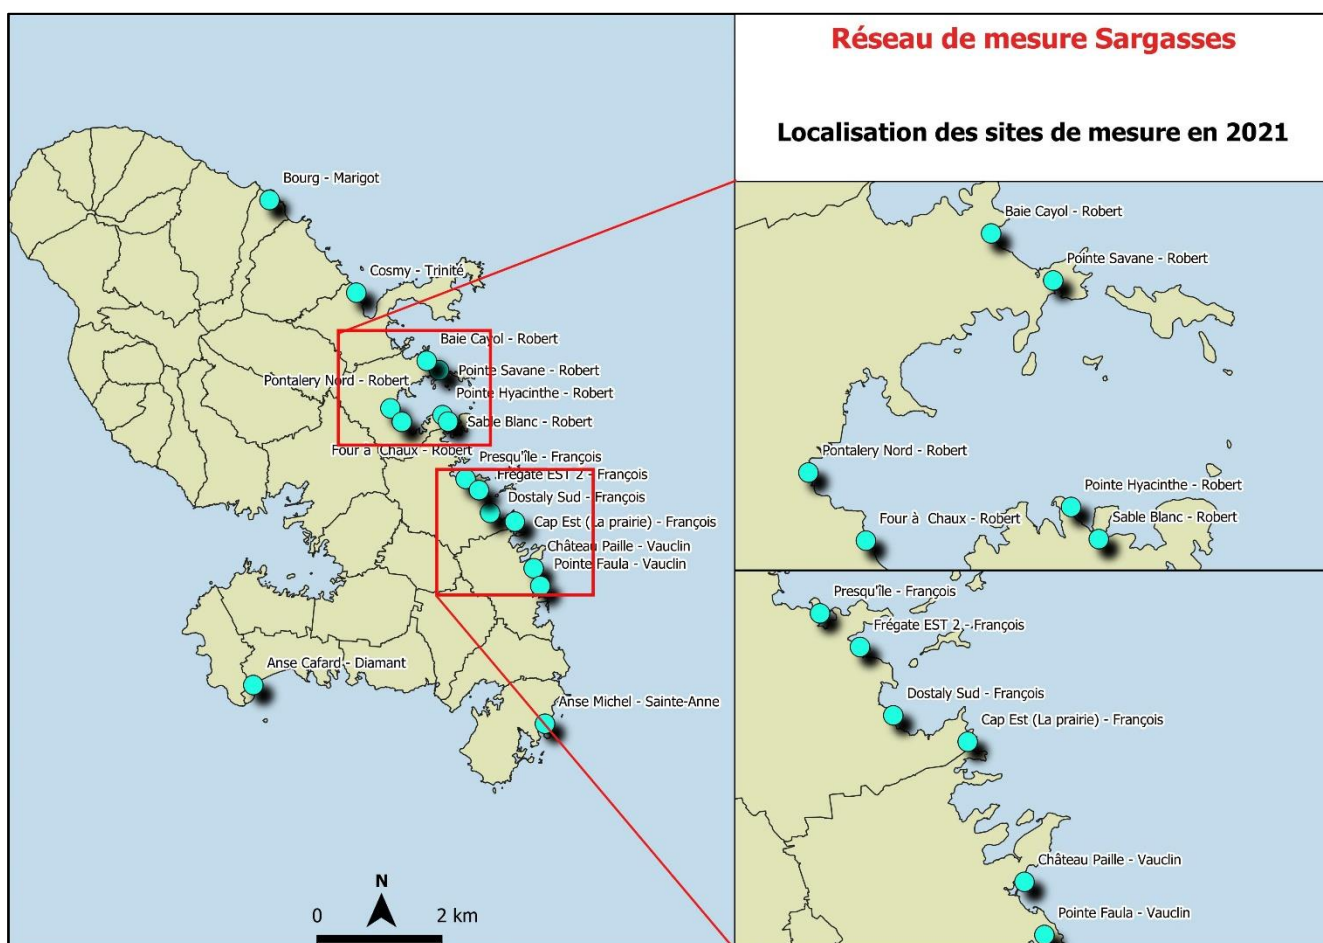 Réseau de mesure Sargasses
Localisation des sites de mesure en 2021
Bourg - Marigot
Cosmy - Trinité
Baie Cayol - Robert
Pointe Savane - Robert
Pontalery Nord - Robert
Pointe Hyacinthe - Robert
Sable Blanc - Robert
Four à Chaux - Robert
Presqu'île - François
Frégate EST 2 - François
Dostaly Sud - François
Cap Est (La prairie) - François
Château Paille - Vauclin
Pointe Faula - Vauclin
Anse Cafard - Diamant
Anse Michel - Sainte-Anne
N
0 2 km
Baie Cayol - Robert
Pointe Savane - Robert
Pontalery Nord - Robert
Pointe Hyacinthe - Robert
Four à Chaux - Robert
Sable Blanc - Robert
Presqu'île - François
Frégate EST 2 - François
Dostaly Sud - François
Cap Est (La prairie) - François
Château Paille - Vauclin
Pointe Faula - Vauclin